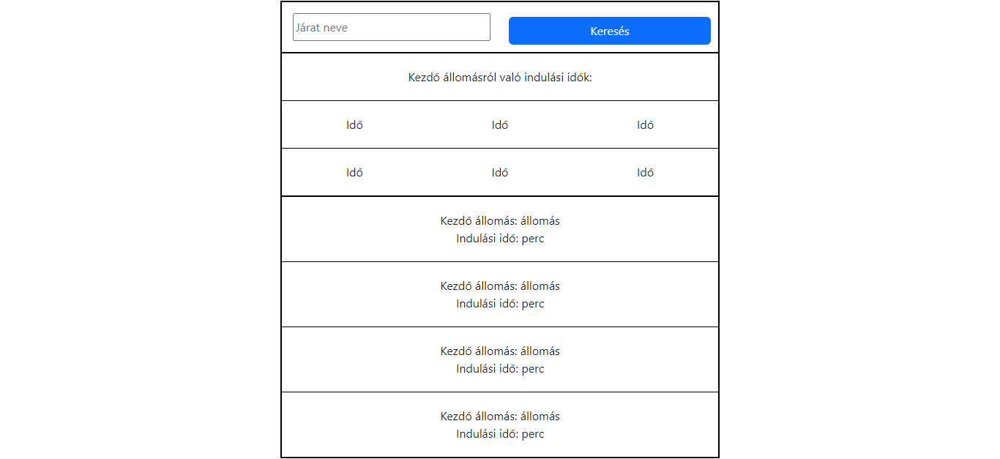 Járat neve
Keresés
Kezdő állomásról való indulási idők:
Idő Idő Idő
Idő Idő Idő
Kezdő állomás: állomás
Indulási idő: perc
Kezdő állomás: állomás
Indulási idő: perc
Kezdő állomás: állomás
Indulási idő: perc
Kezdő állomás: állomás
Indulási idő: perc